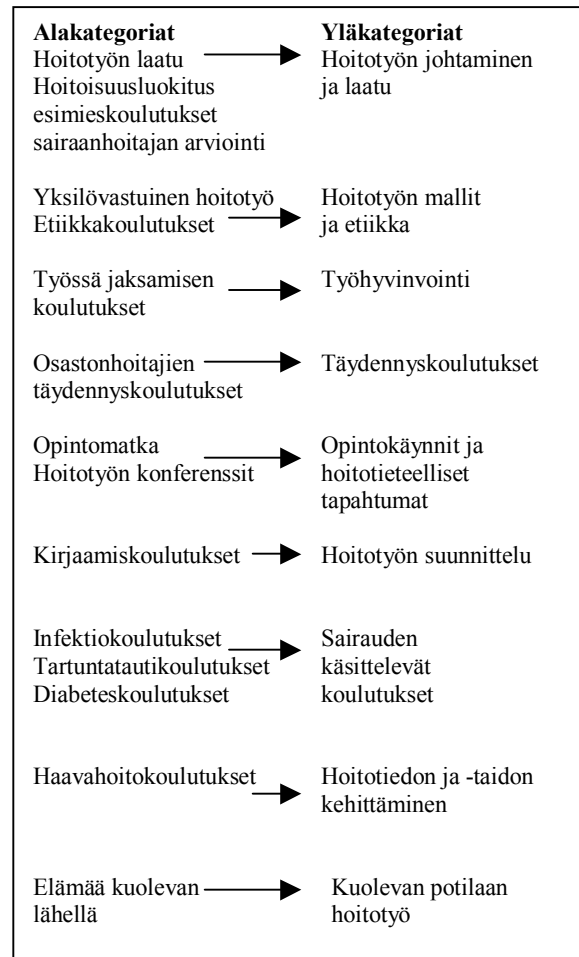 Alakategoriat Yläkategoriat
Hoitotyön laatu Hoitotyön johtaminen
Hoitoisuusluokitus ja laatu
esimieskoulutukset
sairaanhoitajan arviointi
Yksilövastuinen hoitotyö Hoitotyön mallit
Etiikkakoulutukset ja etiikka
Työssä jaksamisen Työhyvinvointi
koulutukset
Osastonhoitajien Täydennyskoulutukset
täydennyskoulutukset
Opintomatka Opintokäynnit ja
Hoitotyön konferenssit hoitotieteelliset
tapahtumat
Kirjaamiskoulutukset Hoitotyön suunnittelu
Infektiokoulutukset Sairauden
Tartuntatautikoulutukset käsittelevät
Diabeteskoulutukset koulutukset
Haavahoitokoulutukset Hoitotiedon ja -taidon
kehittäminen
Elämää kuolevan Kuolevan potilaan
lähellä hoitotyö